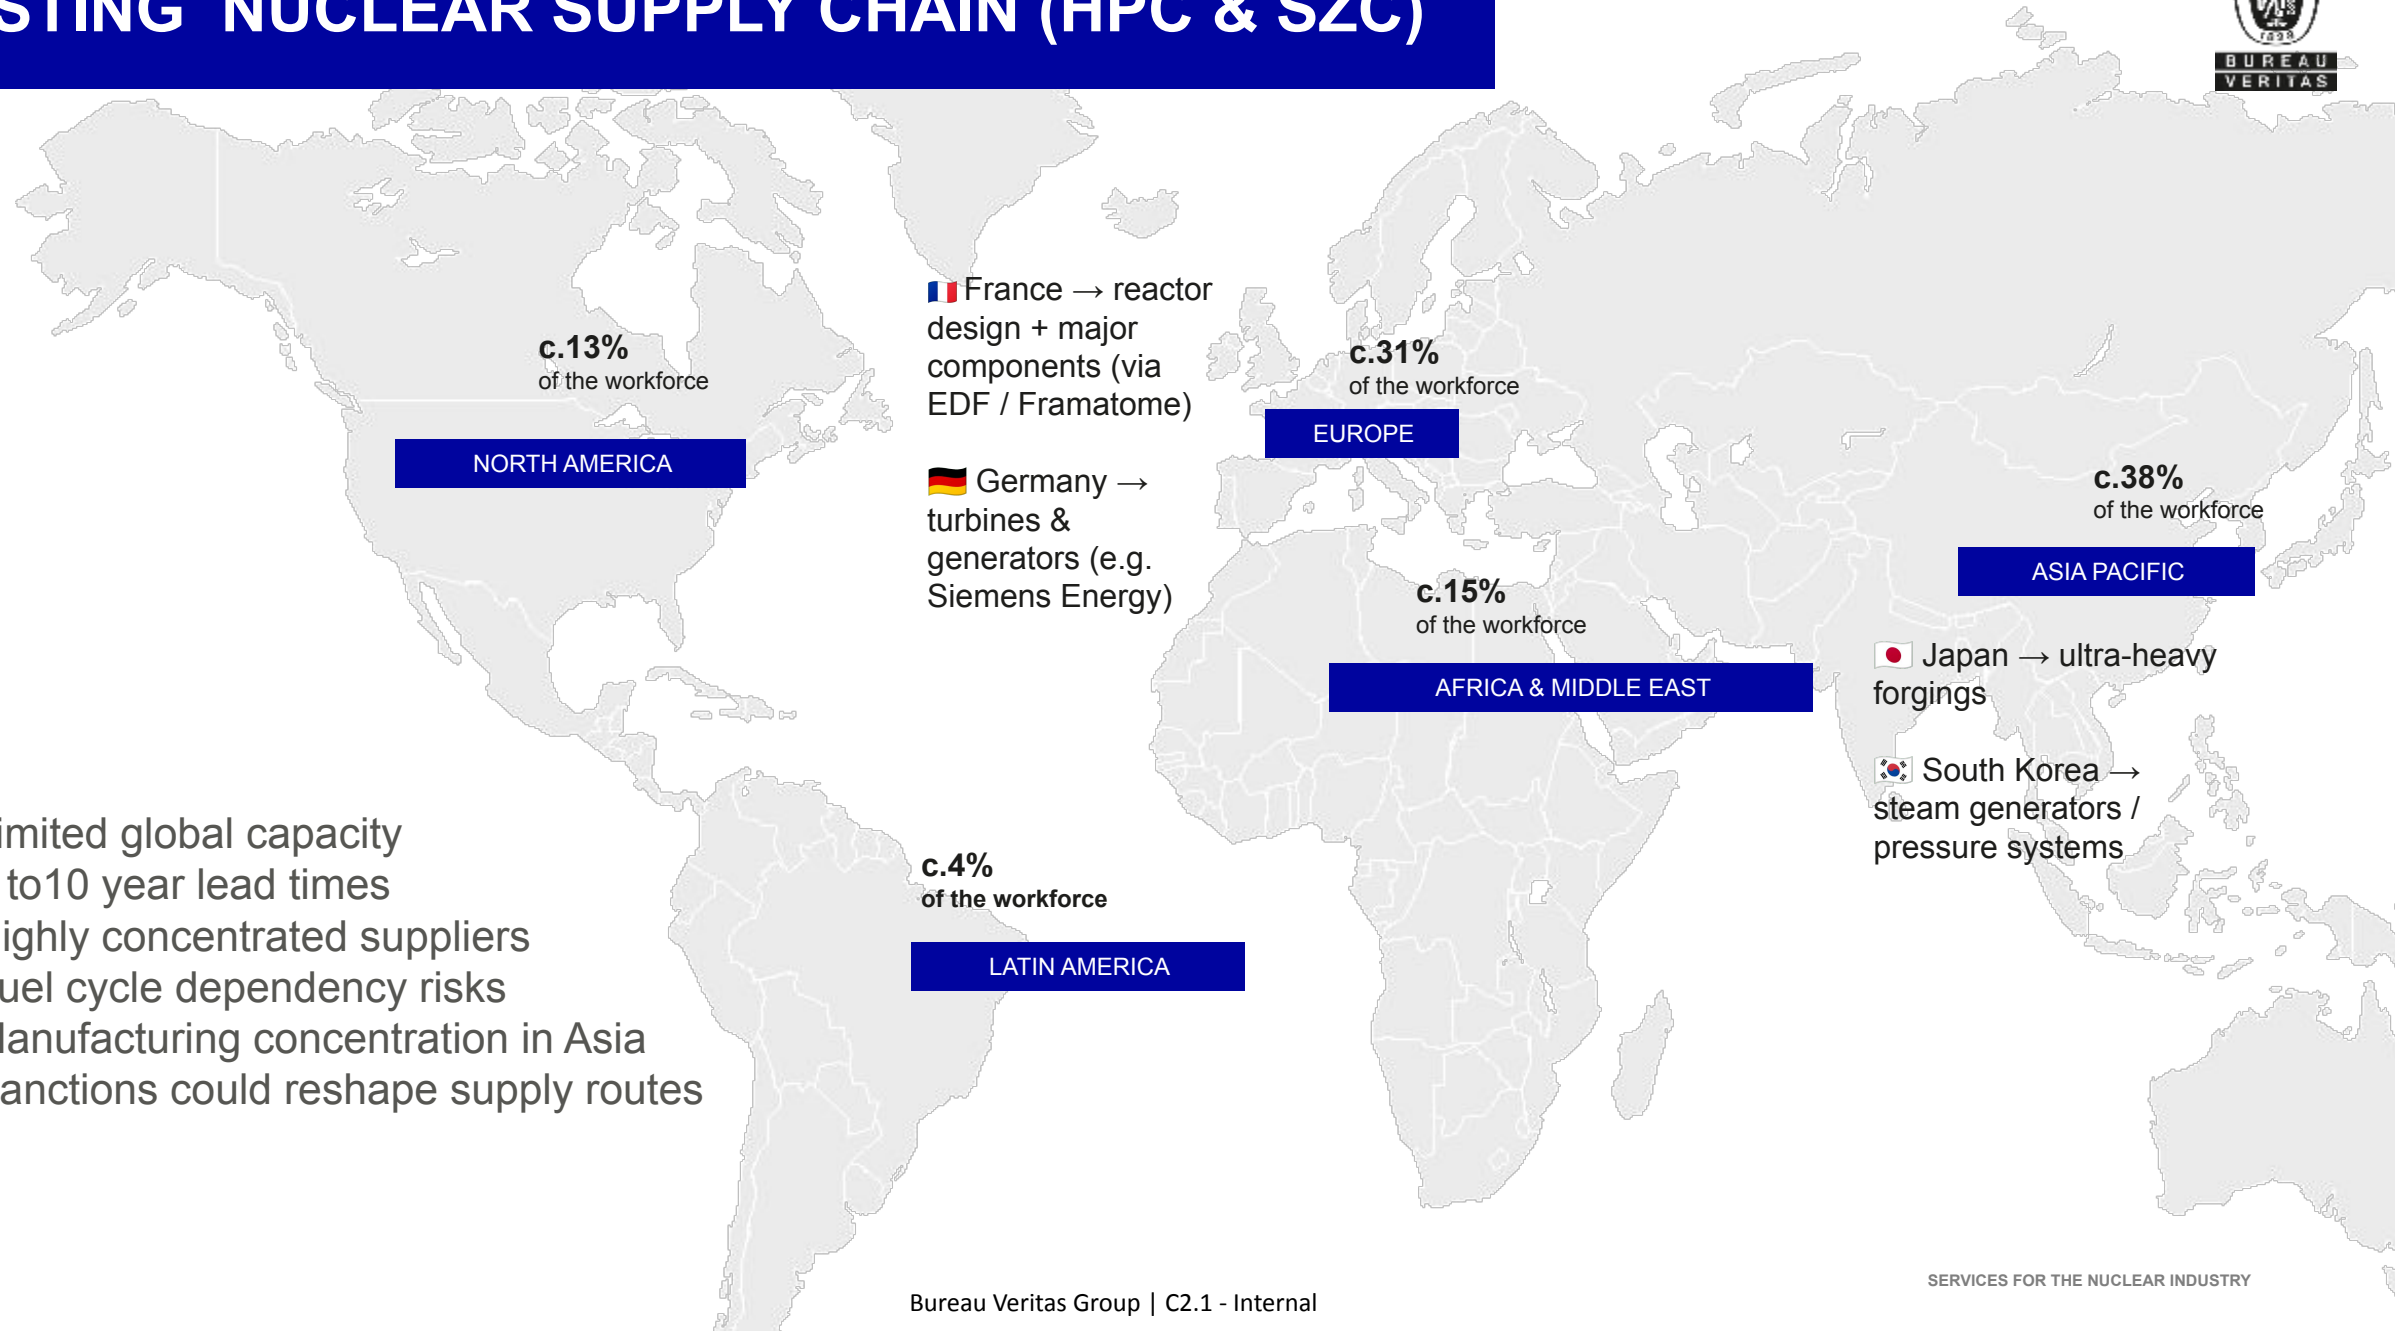 STING NUCLEAR SUPPLY CHAIN (HPC & SZC)
1828
BUREAU
VERITAS
🇫🇷 France → reactor
design + major
components (via
EDF / Framatome)
🇩🇪 Germany →
turbines &
generators (e.g.
Siemens Energy)
c.13%
of the workforce
NORTH AMERICA
c.31%
of the workforce
EUROPE
c.38%
of the workforce
ASIA PACIFIC
c.15%
of the workforce
AFRICA & MIDDLE EAST
🇯🇵 Japan → ultra-heavy
forgings
🇰🇷 South Korea →
steam generators /
pressure systems
c.4%
of the workforce
LATIN AMERICA
imited global capacity
to10 year lead times
ighly concentrated suppliers
uel cycle dependency risks
lanufacturing concentration in Asia
anctions could reshape supply routes
SERVICES FOR THE NUCLEAR INDUSTRY
Bureau Veritas Group | C2.1 - Internal